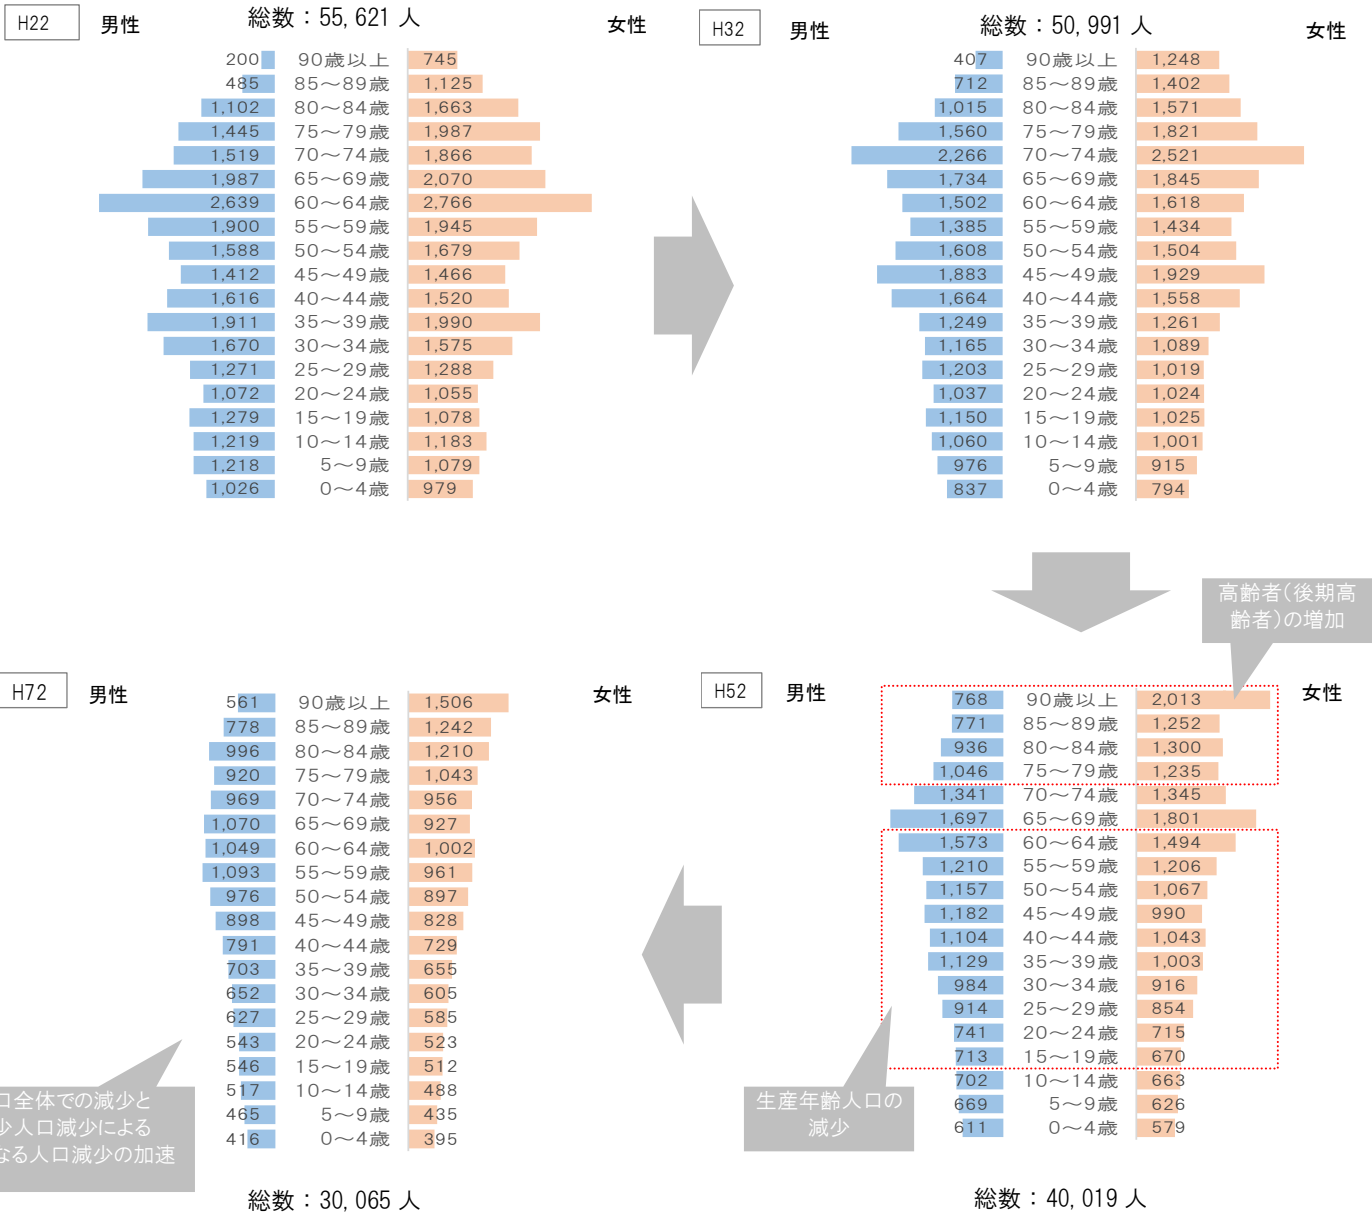 H22
男性
総数：55,621 人
女性
200 90歳以上 745
485 85～89歳 1,125
1,102 80～84歳 1,663
1,445 75～79歳 1,987
1,519 70～74歳 1,866
1,987 65～69歳 2,070
2,639 60～64歳 2,766
1,900 55～59歳 1,945
1,588 50～54歳 1,679
1,412 45～49歳 1,466
1,616 40～44歳 1,520
1,911 35～39歳 1,990
1,670 30～34歳 1,575
1,271 25～29歳 1,288
1,072 20～24歳 1,055
1,279 15～19歳 1,078
1,219 10～14歳 1,183
1,218 5～9歳 1,079
1,026 0～4歳 979
H32
男性
総数：50,991 人
女性
407 90歳以上 1,248
712 85～89歳 1,402
1,015 80～84歳 1,571
1,560 75～79歳 1,821
2,266 70～74歳 2,521
1,734 65～69歳 1,845
1,502 60～64歳 1,618
1,385 55～59歳 1,434
1,608 50～54歳 1,504
1,883 45～49歳 1,929
1,664 40～44歳 1,558
1,249 35～39歳 1,261
1,165 30～34歳 1,089
1,203 25～29歳 1,019
1,037 20～24歳 1,024
1,150 15～19歳 1,025
1,060 10～14歳 1,001
976 5～9歳 915
837 0～4歳 794
高齢者（後期高
齢者）の増加
H52
男性
女性
768 90歳以上 2,013
771 85～89歳 1,252
936 80～84歳 1,300
1,046 75～79歳 1,235
1,341 70～74歳 1,345
1,697 65～69歳 1,801
1,573 60～64歳 1,494
1,210 55～59歳 1,206
1,157 50～54歳 1,067
1,182 45～49歳 990
1,104 40～44歳 1,043
1,129 35～39歳 1,003
984 30～34歳 916
914 25～29歳 854
741 20～24歳 715
713 15～19歳 670
702 10～14歳 663
669 5～9歳 626
611 0～4歳 579
生産年齢人口の
減少
総数：40,019 人
H72
男性
女性
561 90歳以上 1,506
778 85～89歳 1,242
996 80～84歳 1,210
920 75～79歳 1,043
969 70～74歳 956
1,070 65～69歳 927
1,049 60～64歳 1,002
1,093 55～59歳 961
976 50～54歳 897
898 45～49歳 828
791 40～44歳 729
703 35～39歳 655
652 30～34歳 605
627 25～29歳 585
543 20～24歳 523
546 15～19歳 512
517 10～14歳 488
465 5～9歳 435
416 0～4歳 395
口全体での減少と
少人口減少による
なる人口減少の加速
総数：30,065 人